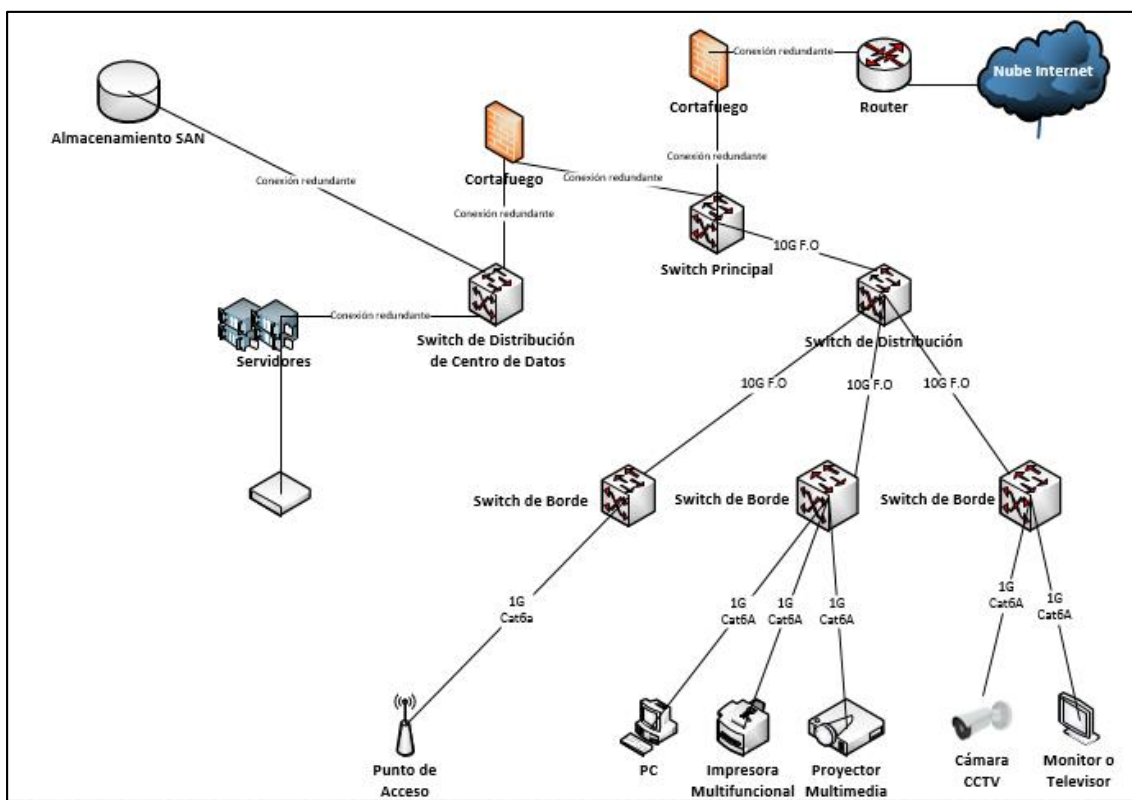 Conexión redundante
Nube Internet
Cortafuego
Router
Almacenamiento SAN
Conexión redundante
Cortafuego
Conexión redundante
Conexión redundante
Conexión redundante
10G F.O
Switch Principal
Conexión redundante
Servidores
Switch de Distribución
de Centro de Datos
Switch de Distribución
10G F.O
10G F.O
10G F.O
Switch de Borde
Switch de Borde
Switch de Borde
1G
Cat6a
1G
Cat6A
1G
Cat6A
1G
Cat6A
1G
Cat6A
1G
Cat6A
Punto de
Acceso
PC
Impresora
Multifuncional
Proyector
Multimedia
Cámara
CCTV
Monitor o
Televisor